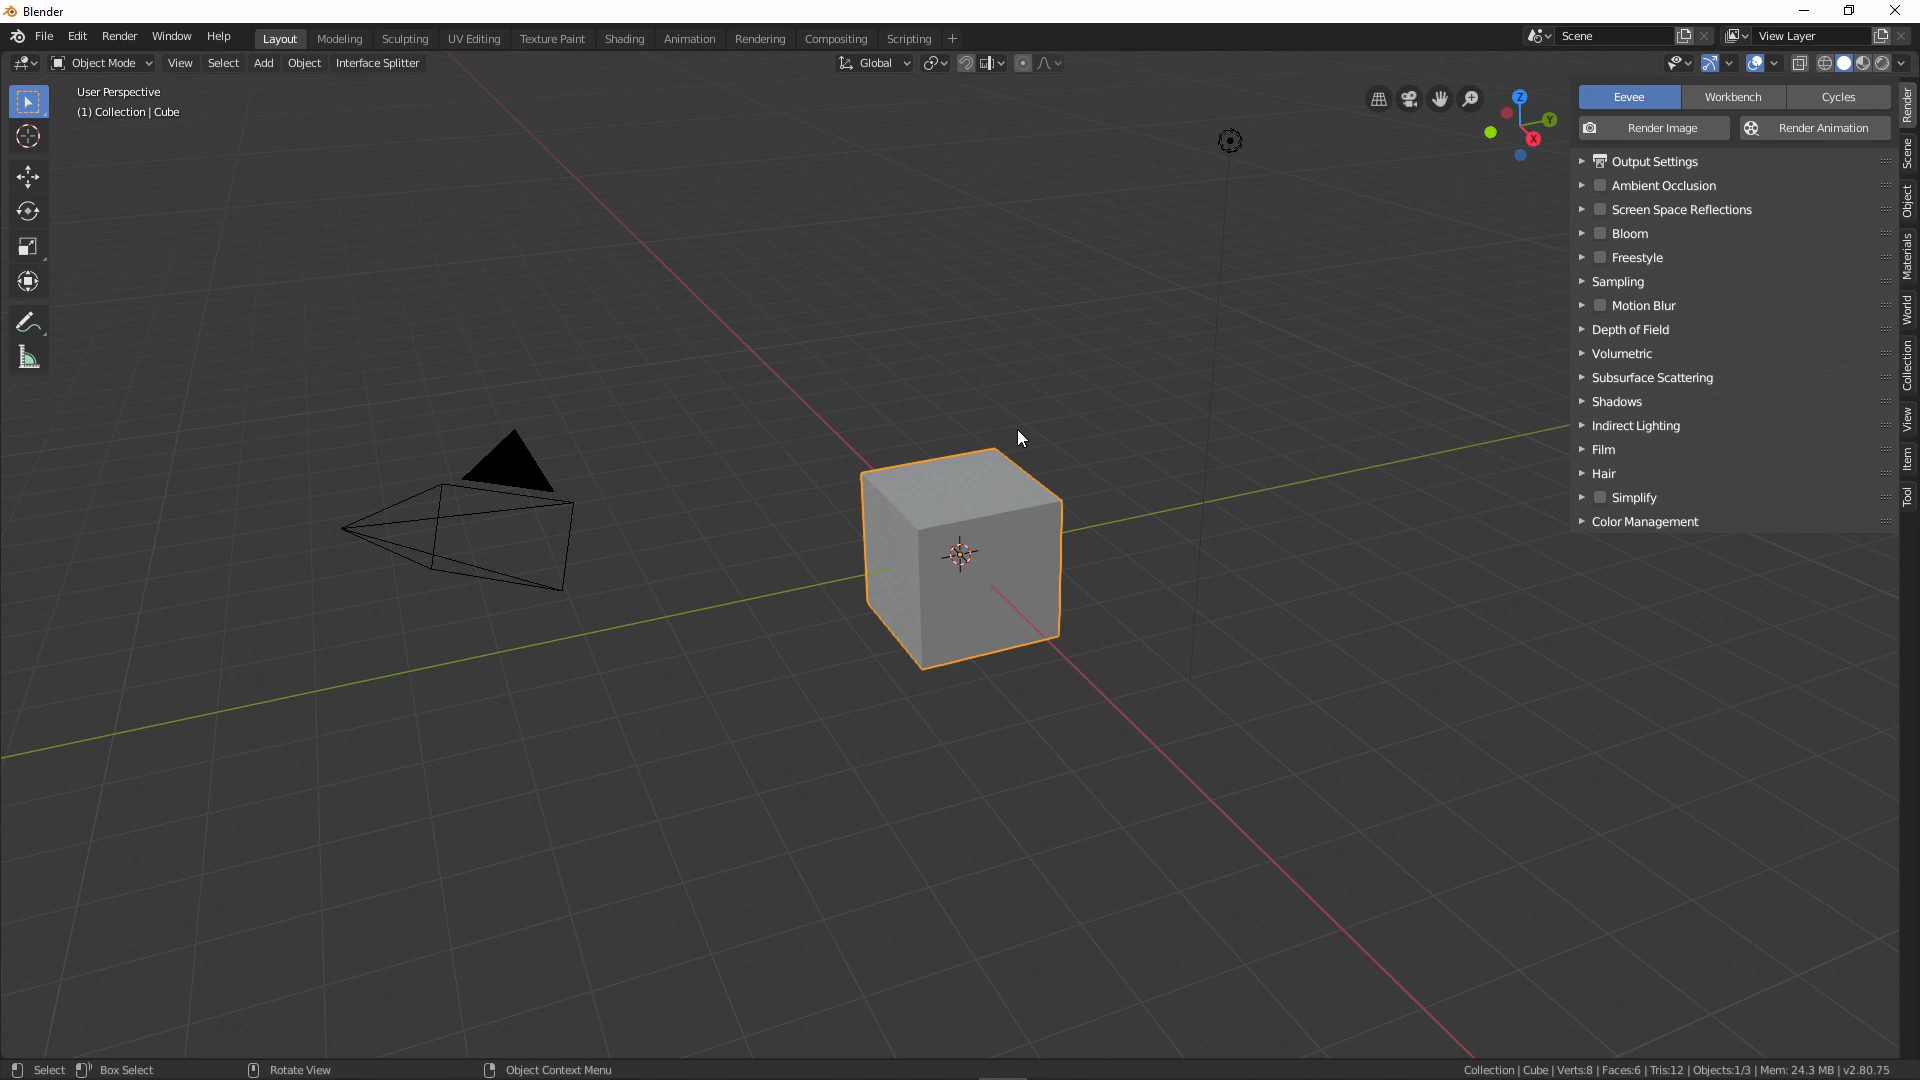 Blender
File Edit Render Window Help Layout Modeling Sculpting UV Editing Texture Paint Shading Animation Rendering Compositing Scripting + Scene View Layer
Object Mode View Select Add Object Interface Splitter Global
User Perspective
(1) Collection | Cube
Z
Y
X
Eevee Workbench Cycles
Render Image Render Animation
Output Settings
Ambient Occlusion
Screen Space Reflections
Bloom
Freestyle
Sampling
Motion Blur
Depth of Field
Volumetric
Subsurface Scattering
Shadows
Indirect Lighting
Film
Hair
Simplify
Color Management
Render
Scene
Object
Materials
World
Collection
View
Item
Tool
Select Box Select Rotate View Object Context Menu Collection | Cube | Verts:8 | Faces:6 | Tris:12 | Objects:1/3 | Mem: 24.3 MB | v2.80.75